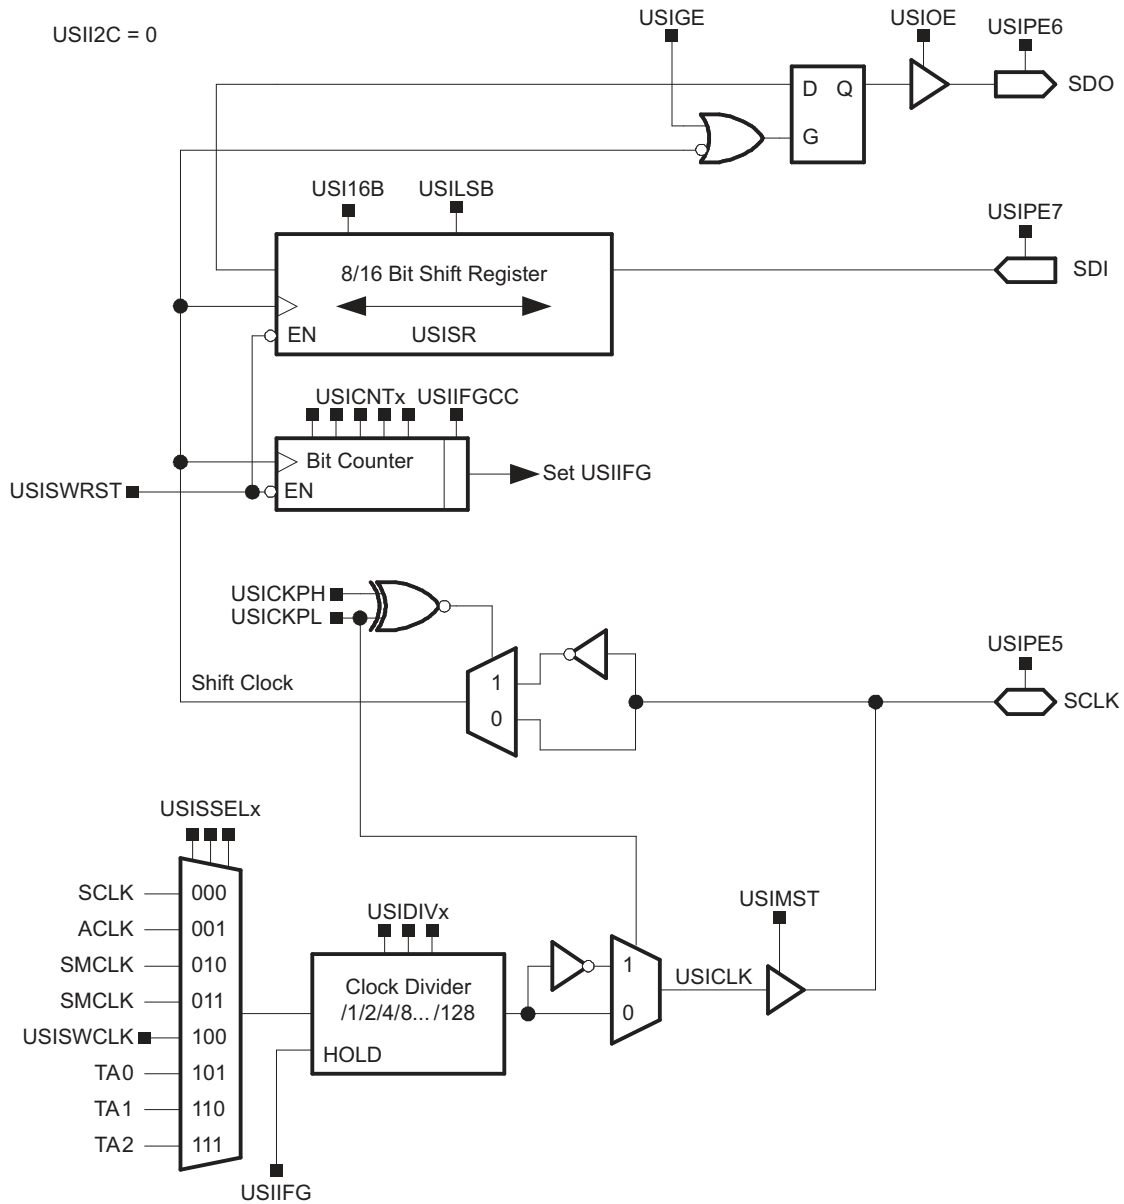 USII2C = 0
USIGE
USIOE
USIPE6
D Q
SDO
G
USI16B
USILSB
USIPE7
8/16 Bit Shift Register
SDI
EN
USISR
USICNTx
USIIFGCC
Bit Counter
Set USIIFG
USISWRST
EN
USICKPH
USICKPL
USIPE5
Shift Clock
1
0
SCLK
USISSELx
SCLK 000
ACLK 001
SMCLK 010
SMCLK 011
USISWCLK 100
TA0 101
TA1 110
TA2 111
USIDIVx
Clock Divider
/1/2/4/8... /128
HOLD
USIIFG
1
0
USICLK
USIMST